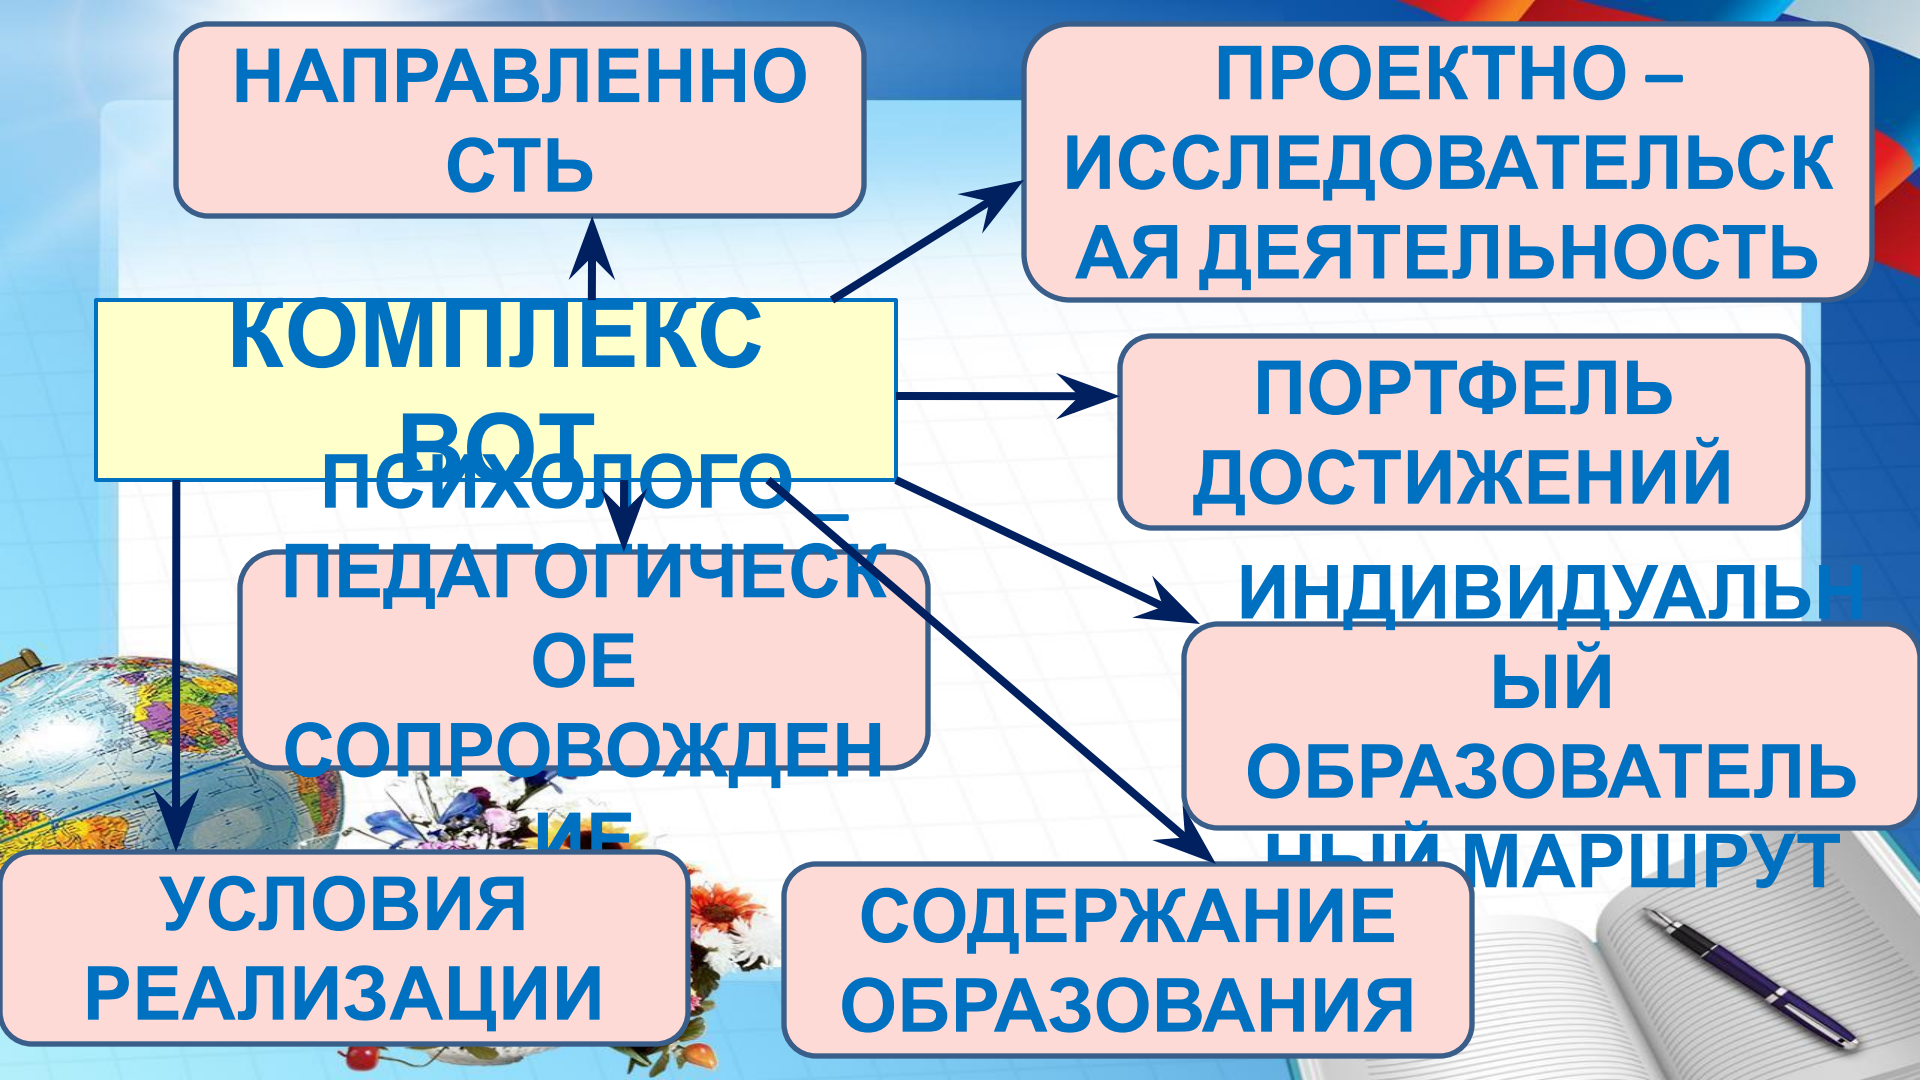 НАПРАВЛЕННО
СТЬ
ПРОЕКТНО –
ИССЛЕДОВАТЕЛЬСК
АЯ ДЕЯТЕЛЬНОСТЬ
КОМПЛЕКС
ВОТ
ПОРТФЕЛЬ
ДОСТИЖЕНИЙ
ПСИХОЛОГО _
ПЕДАГОГИЧЕСК
ОЕ
СОПРОВОЖДЕН
ИЕ
ИНДИВИДУАЛЬН
ЫЙ
ОБРАЗОВАТЕЛЬ
НЫЙ МАРШРУТ
УСЛОВИЯ
РЕАЛИЗАЦИИ
СОДЕРЖАНИЕ
ОБРАЗОВАНИЯ